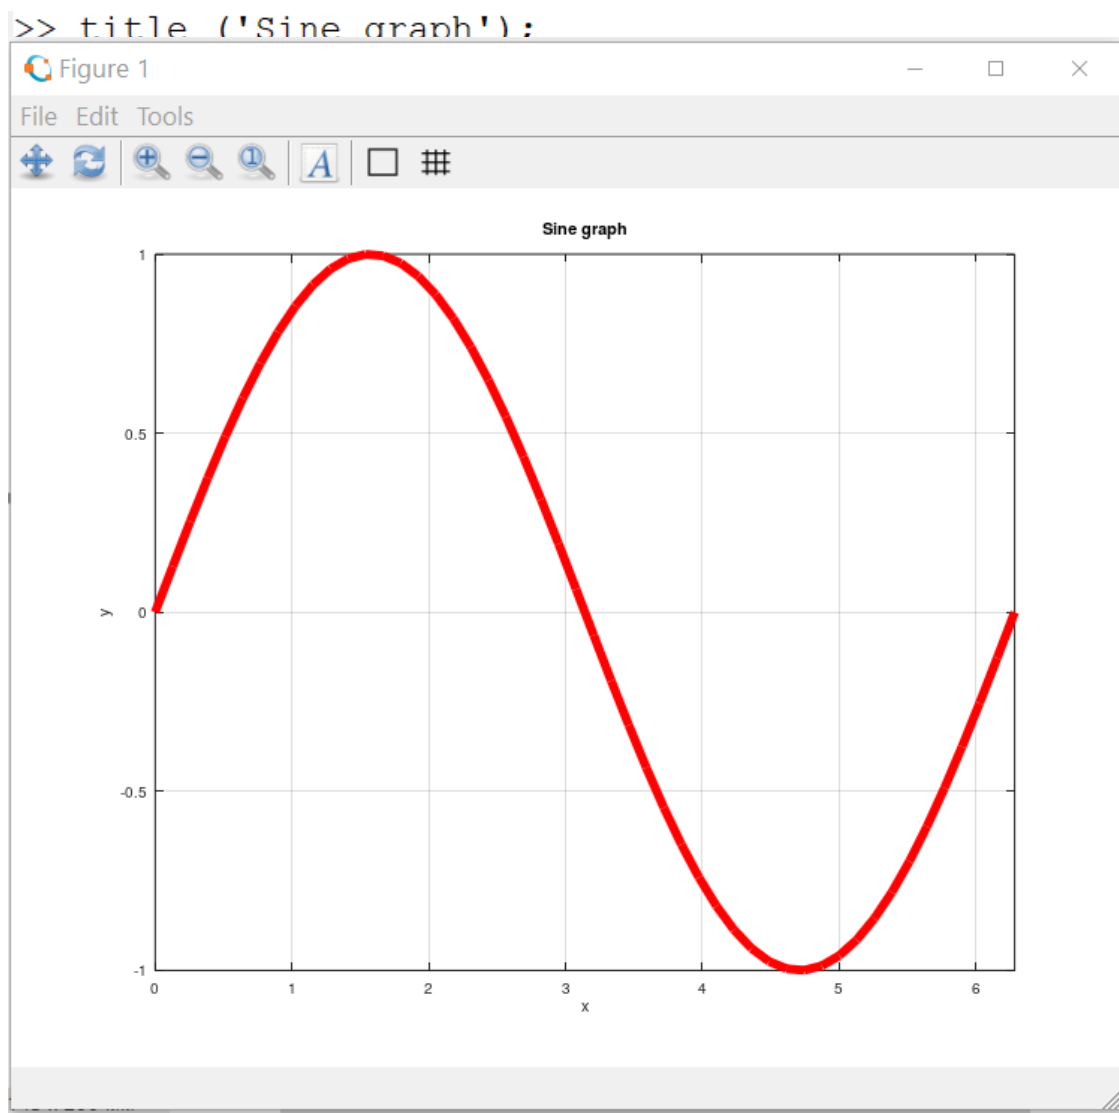 >> title ('Sine graph');
Figure 1
File Edit Tools
A
Sine graph
1
0.5
0
-0.5
-1
y
0 1 2 3 4 5 6
x